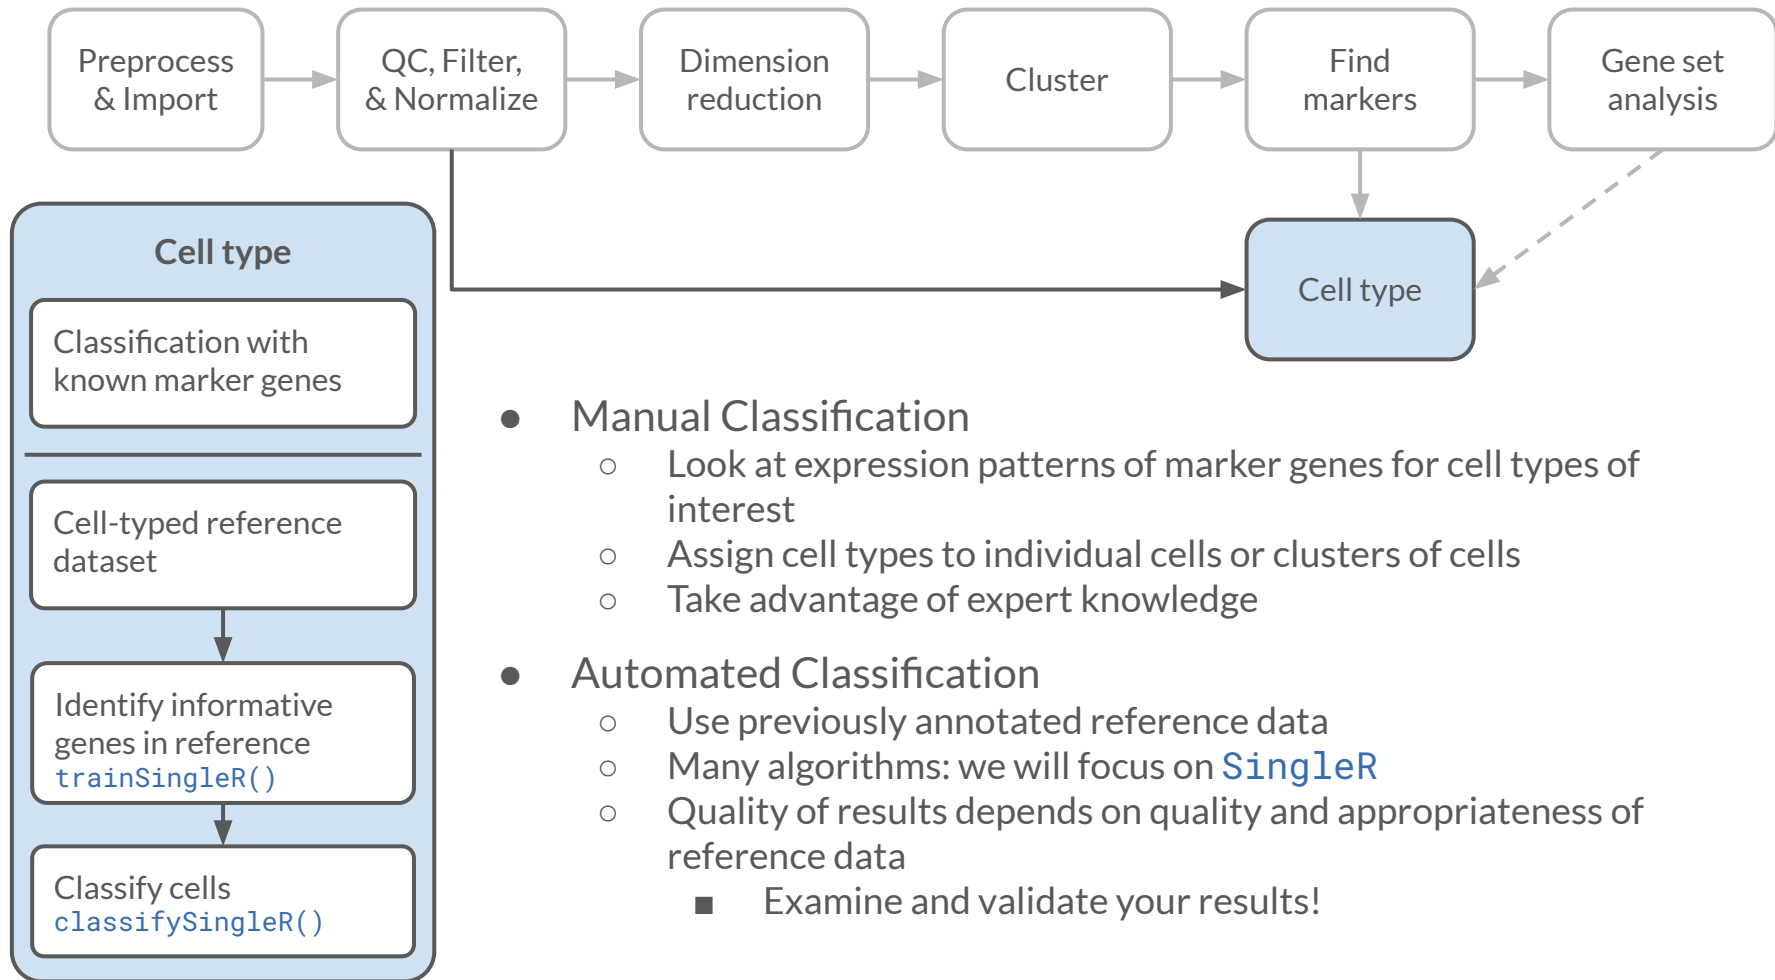 Preprocess
& Import
QC, Filter,
& Normalize
Dimension
reduction
Cluster
Find
markers
Gene set
analysis
Cell type
Cell type
Classification with
known marker genes
Cell-typed reference
dataset
Identify informative
genes in reference
trainSingleR()
Classify cells
classifySingleR()
● Manual Classification
○ Look at expression patterns of marker genes for cell types of
interest
○ Assign cell types to individual cells or clusters of cells
○ Take advantage of expert knowledge
● Automated Classification
○ Use previously annotated reference data
○ Many algorithms: we will focus on SingleR
○ Quality of results depends on quality and appropriateness of
reference data
■ Examine and validate your results!